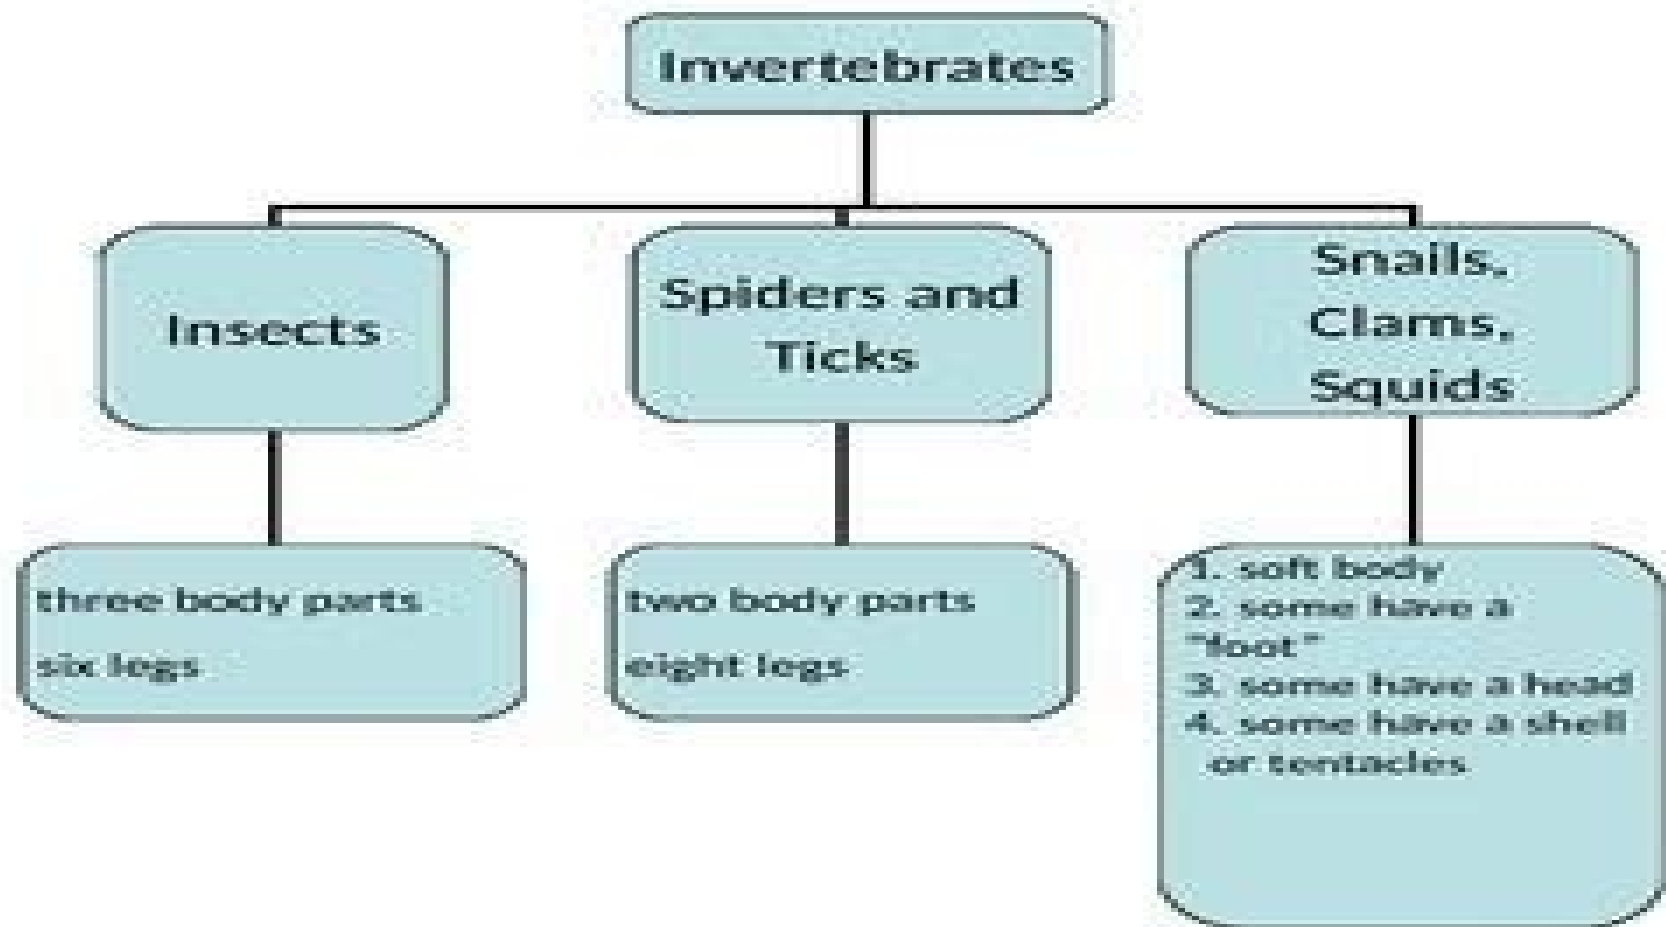 Invertebrates
Insects
Spiders and
Ticks
Snails,
Clams,
Squids
three body parts
six legs
two body parts
eight legs
1. soft body
2. some have a
"foot"
3. some have a head
4. some have a shell
or tentacles